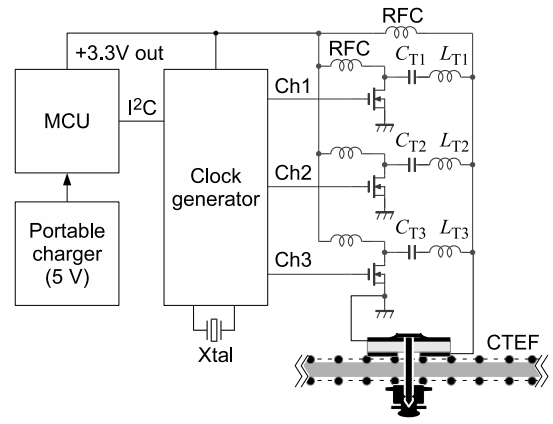 RFC
RFC
C_T1 L_T1
+3.3V out
MCU
I²C
Ch1
Clock
generator
C_T2 L_T2
Ch2
Portable
charger
(5 V)
C_T3 L_T3
Ch3
Xtal
CTEF